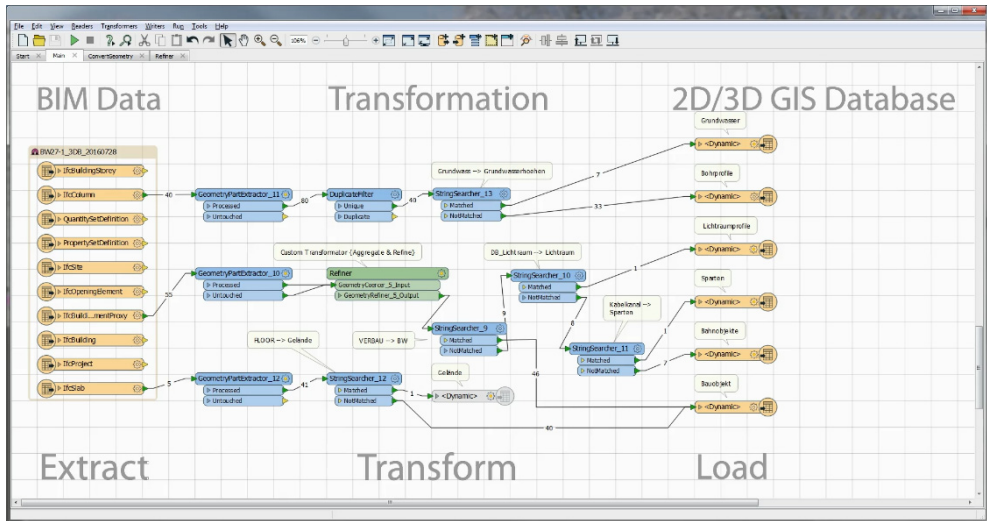 File Edit View Readers Transformers Writers Run Tools Help
106%
Start Main ConvertGeometry Refiner
BIM Data Transformation 2D/3D GIS Database
Grundwasser
<Dynamic>
BW27-1_3DB_20160728
IfcBuildingStorey
Grundwasser --> Grundwasserhoehen
7
Bohrprofile
IfcColumn
40
GeometryPartExtractor_11
Processed
Untouched
80
DuplicateFilter
Unique
Duplicate
40
StringSearcher_13
Matched
NotMatched
33
<Dynamic>
QuantitySetDefinition
Lichtraumprofile
PropertySetDefinition
Custom Transformator (Aggregate & Refine)
DB_Lichtraum --> Lichtraum
<Dynamic>
IfcSite
GeometryPartExtractor_10
Processed
Untouched
Refiner
GeometryRefiner_5_Output
StringSearcher_10
Matched
NotMatched
1
Sparten
IfcOpeningElement
55
Kabelkanal -->
Sparten
<Dynamic>
IfcBuild...mentProxy
9
8
1
StringSearcher_9
Matched
NotMatched
Bahnobjekte
IfcBuilding
FLOOR --> Gelände
VERBAU --> BW
StringSearcher_11
Matched
NotMatched
7
<Dynamic>
IfcProject
Gelände
46
Bauobjekt
IfcSlab
5
GeometryPartExtractor_12
Processed
Untouched
41
StringSearcher_12
Matched
NotMatched
1
<Dynamic>
<Dynamic>
40
Extract Transform Load